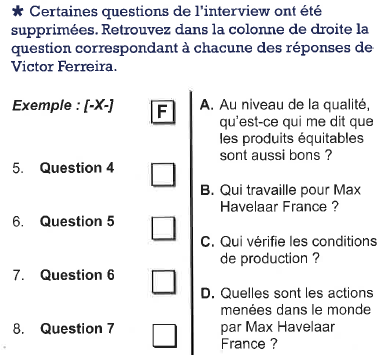 ★ Certaines questions de l'interview ont été
supprimées. Retrouvez dans la colonne de droite la
question correspondant à chacune des réponses de
Victor Ferreira.
Exemple : [-X-] F
5. Question 4
6. Question 5
7. Question 6
8. Question 7
A. Au niveau de la qualité,
qu'est-ce qui me dit que
les produits équitables
sont aussi bons ?
B. Qui travaille pour Max
Havelaar France ?
C. Qui vérifie les conditions
de production ?
D. Quelles sont les actions
menées dans le monde
par Max Havelaar
France ?